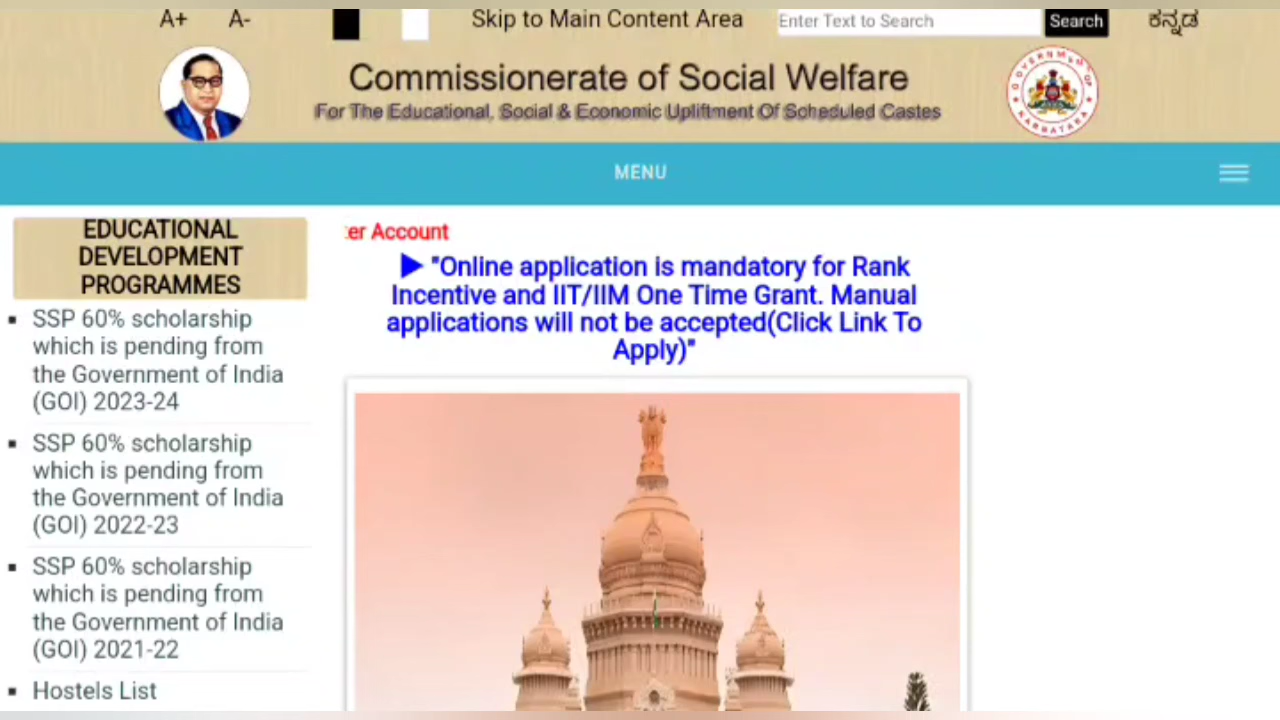 A+ A- Skip to Main Content Area Enter Text to Search Search ಕನ್ನಡ
Commissionerate of Social Welfare
For The Educational, Social & Economic Upliftment Of Scheduled Castes
GOVERNMENT OF KARNATAKA
MENU
EDUCATIONAL
DEVELOPMENT
PROGRAMMES
▪ SSP 60% scholarship
which is pending from
the Government of India
(GOI) 2023-24
▪ SSP 60% scholarship
which is pending from
the Government of India
(GOI) 2022-23
▪ SSP 60% scholarship
which is pending from
the Government of India
(GOI) 2021-22
▪ Hostels List
er Account
▶ "Online application is mandatory for Rank
Incentive and IIT/IIM One Time Grant. Manual
applications will not be accepted(Click Link To
Apply)"